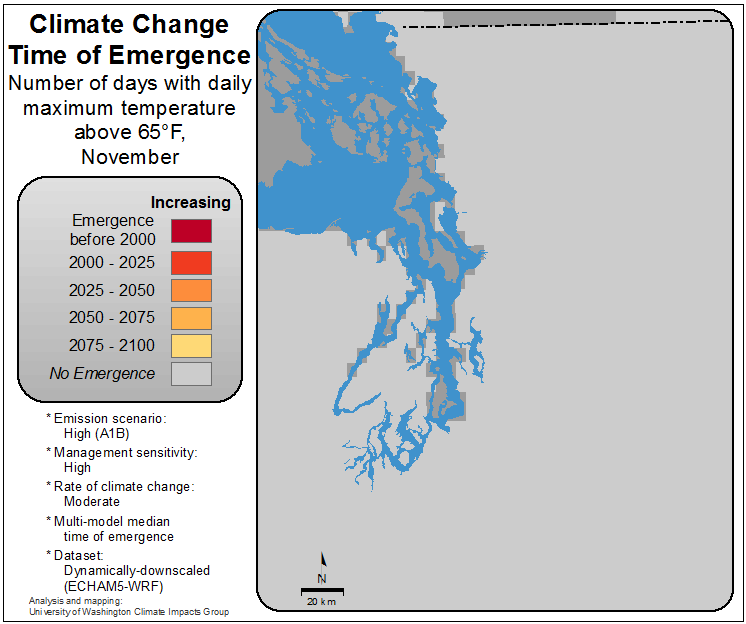 Climate Change
Time of Emergence
Number of days with daily
maximum temperature
above 65°F,
November
Increasing
Emergence
before 2000
2000 - 2025
2025 - 2050
2050 - 2075
2075 - 2100
No Emergence
* Emission scenario:
High (A1B)
* Management sensitivity:
High
* Rate of climate change:
Moderate
* Multi-model median
time of emergence
* Dataset:
Dynamically-downscaled
(ECHAM5-WRF)
Analysis and mapping:
University of Washington Climate Impacts Group
N
20 km